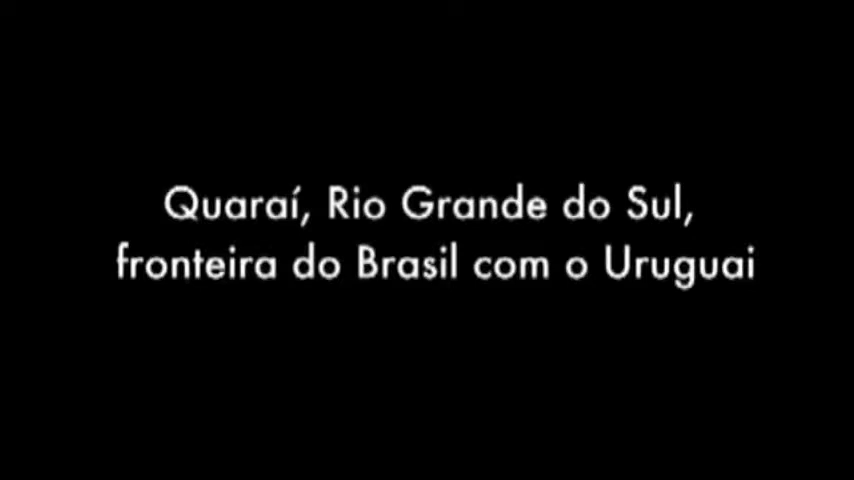 Quaraí, Rio Grande do Sul,
fronteira do Brasil com o Uruguai